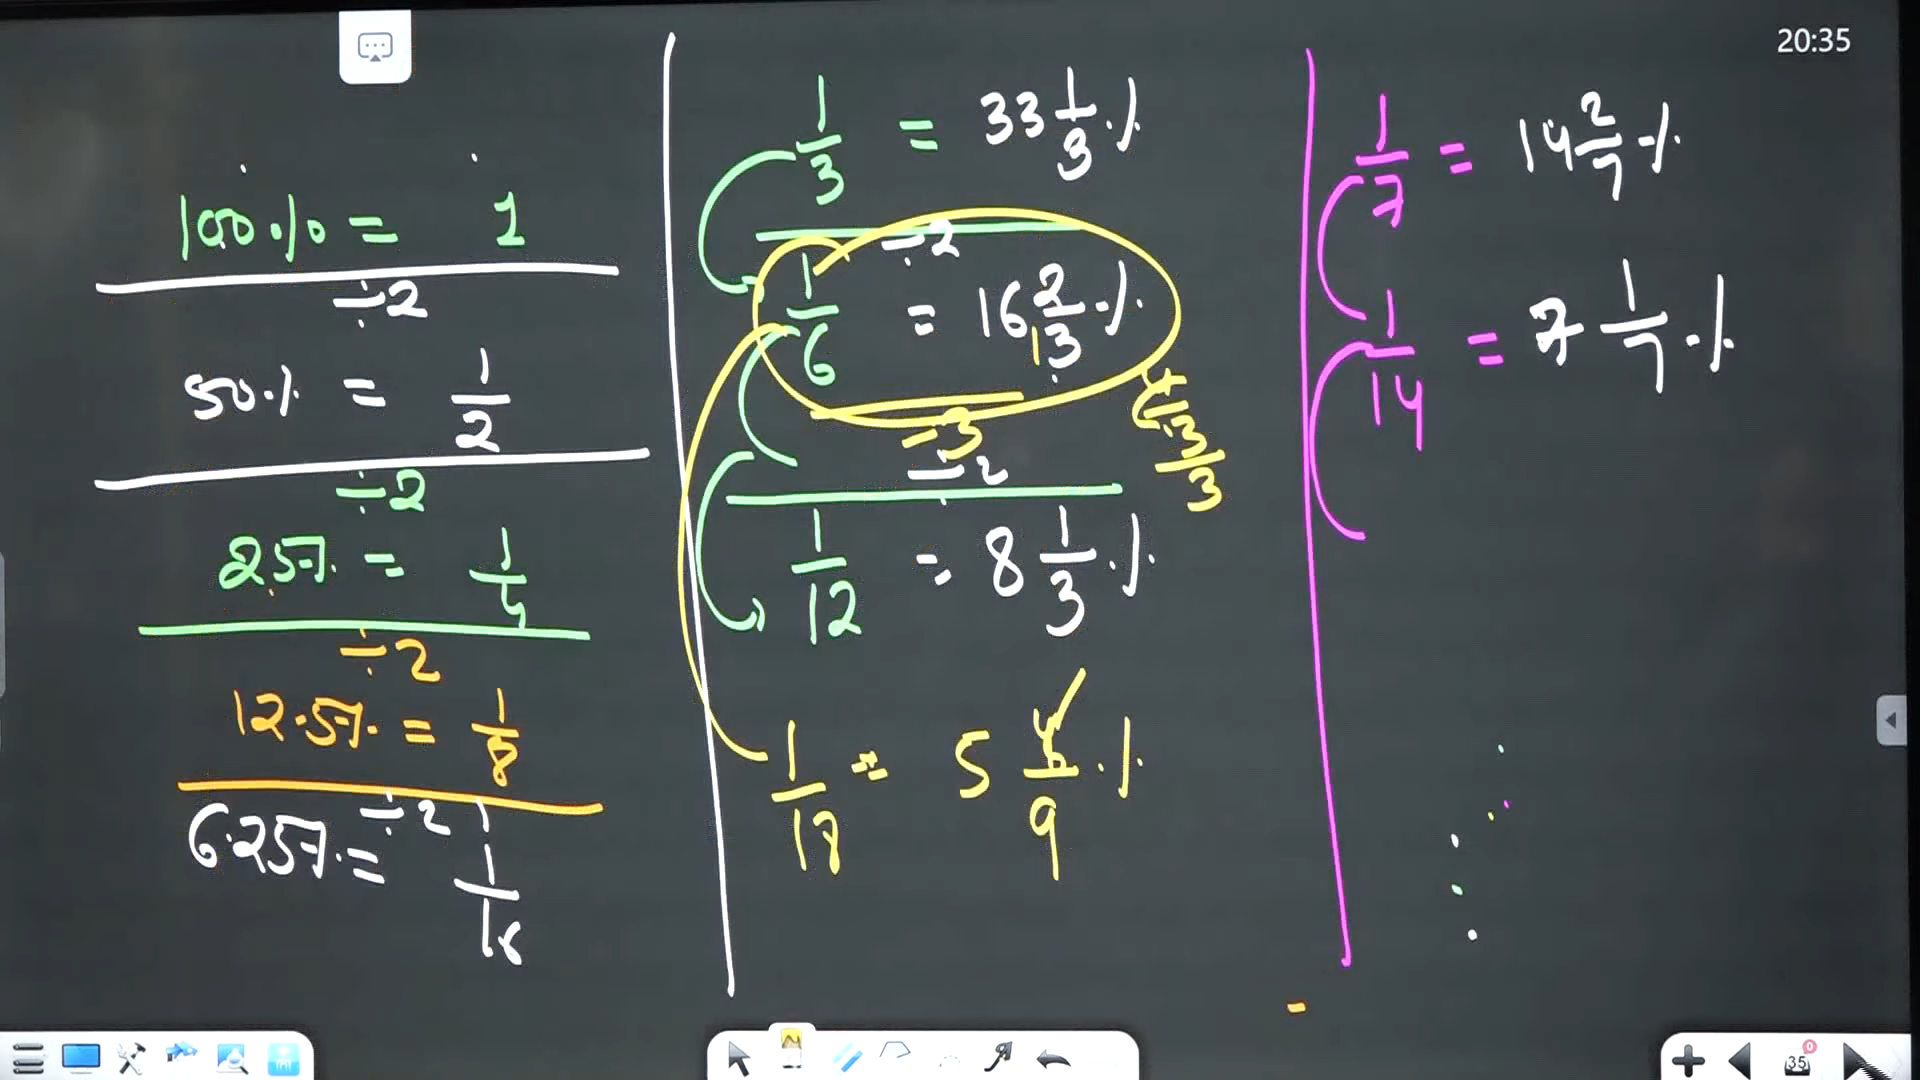 20:35
100% = 1
÷2
50% = 1/2
÷2
25% = 1/4
÷2
12.5% = 1/8
÷2
6.25% = 1/16
1/3 = 33 1/3 %
÷2
1/6 = 16 2/3 %
÷3
÷2
1/12 = 8 1/3 %
1/18 = 5 5/9 %
1/7 = 14 2/7 %
1/14 = 7 1/7 %
35
0